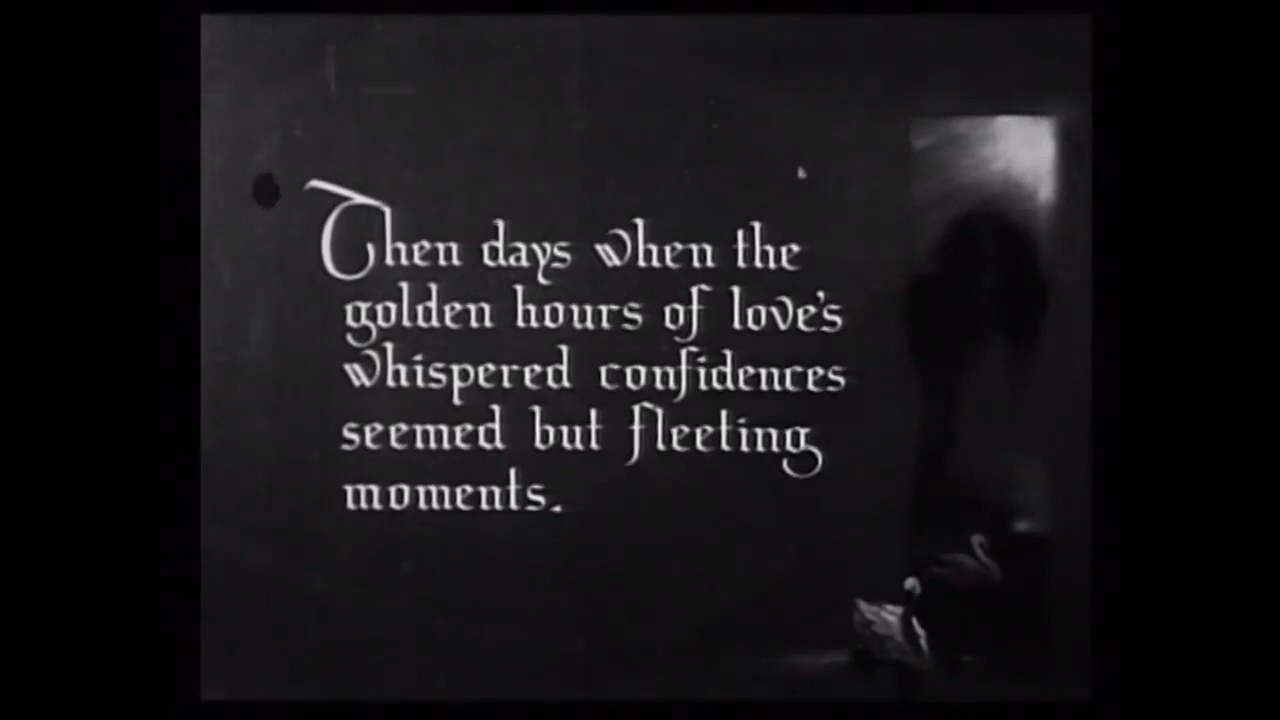 Then days when the
golden hours of love's
whispered confidences
seemed but fleeting
moments.